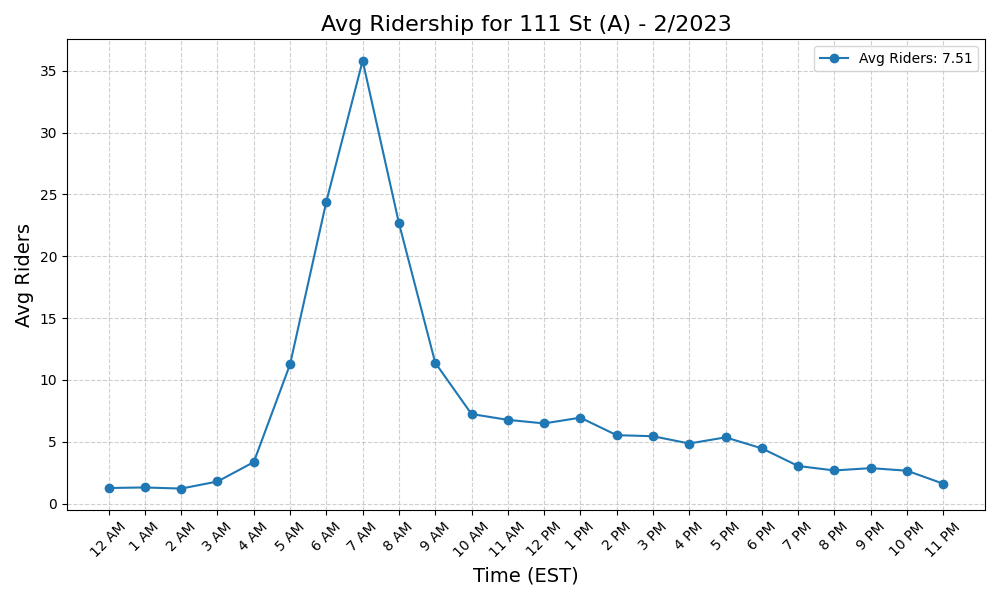 Avg Ridership for 111 St (A) - 2/2023
Avg Riders: 7.51
Avg Riders
35
30
25
20
15
10
5
0
12 AM
1 AM
2 AM
3 AM
4 AM
5 AM
6 AM
7 AM
8 AM
9 AM
10 AM
11 AM
12 PM
1 PM
2 PM
3 PM
4 PM
5 PM
6 PM
7 PM
8 PM
9 PM
10 PM
11 PM
Time (EST)